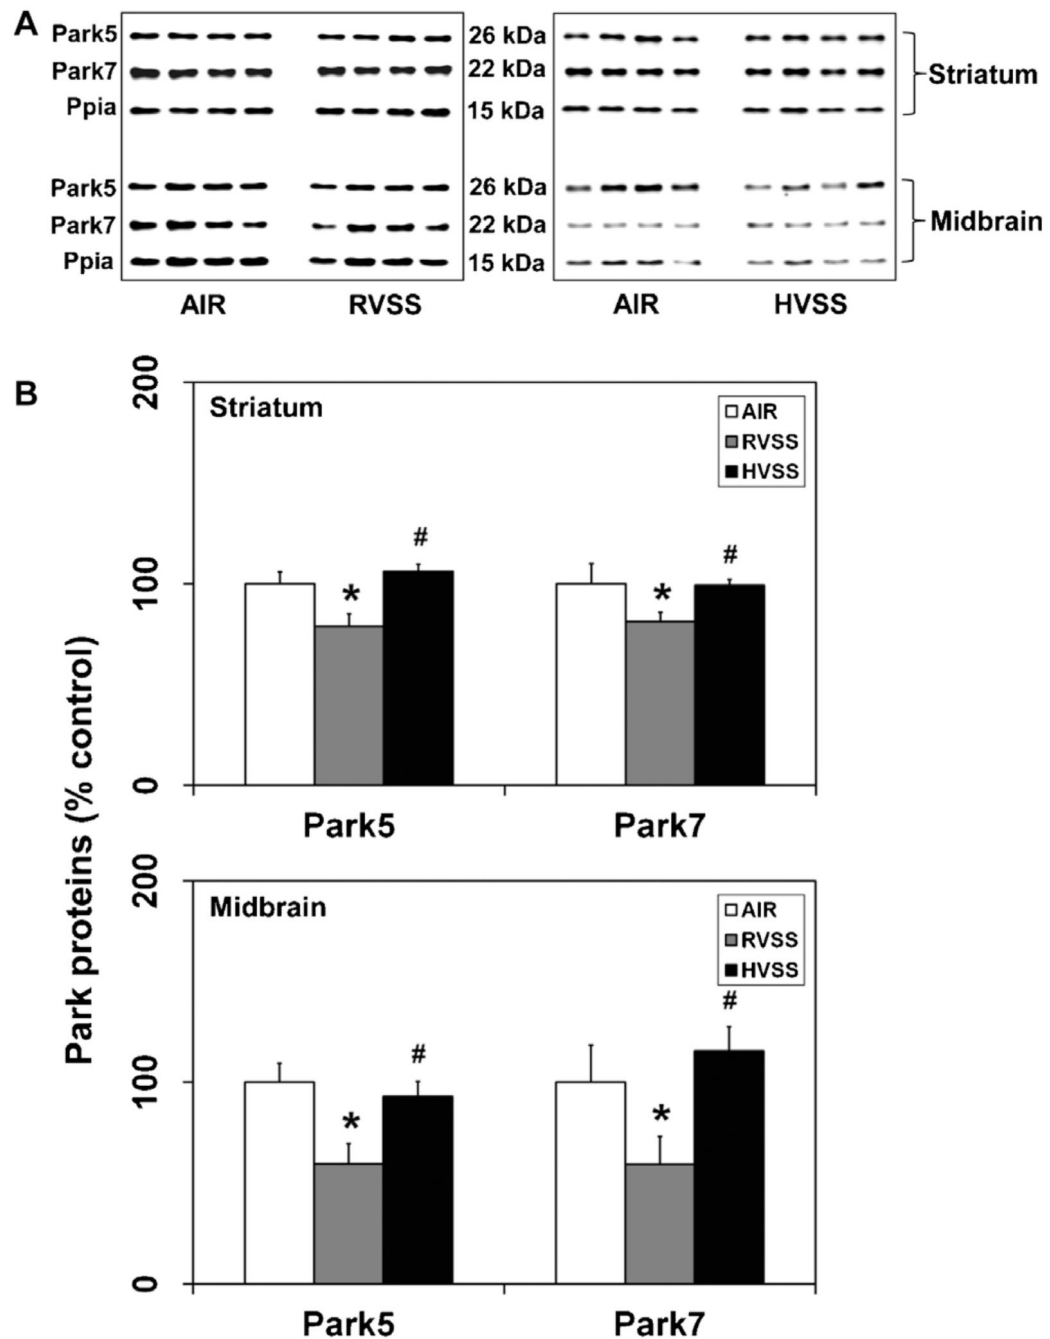 A
Park5 26 kDa
Park7 22 kDa Striatum
Ppia 15 kDa
Park5 26 kDa
Park7 22 kDa Midbrain
Ppia 15 kDa
AIR RVSS AIR HVSS
B
Park proteins (% control)
200
Striatum
AIR
RVSS
HVSS
# #
100
* *
0
Park5 Park7
200
Midbrain
AIR
RVSS
HVSS
# #
100
* *
0
Park5 Park7